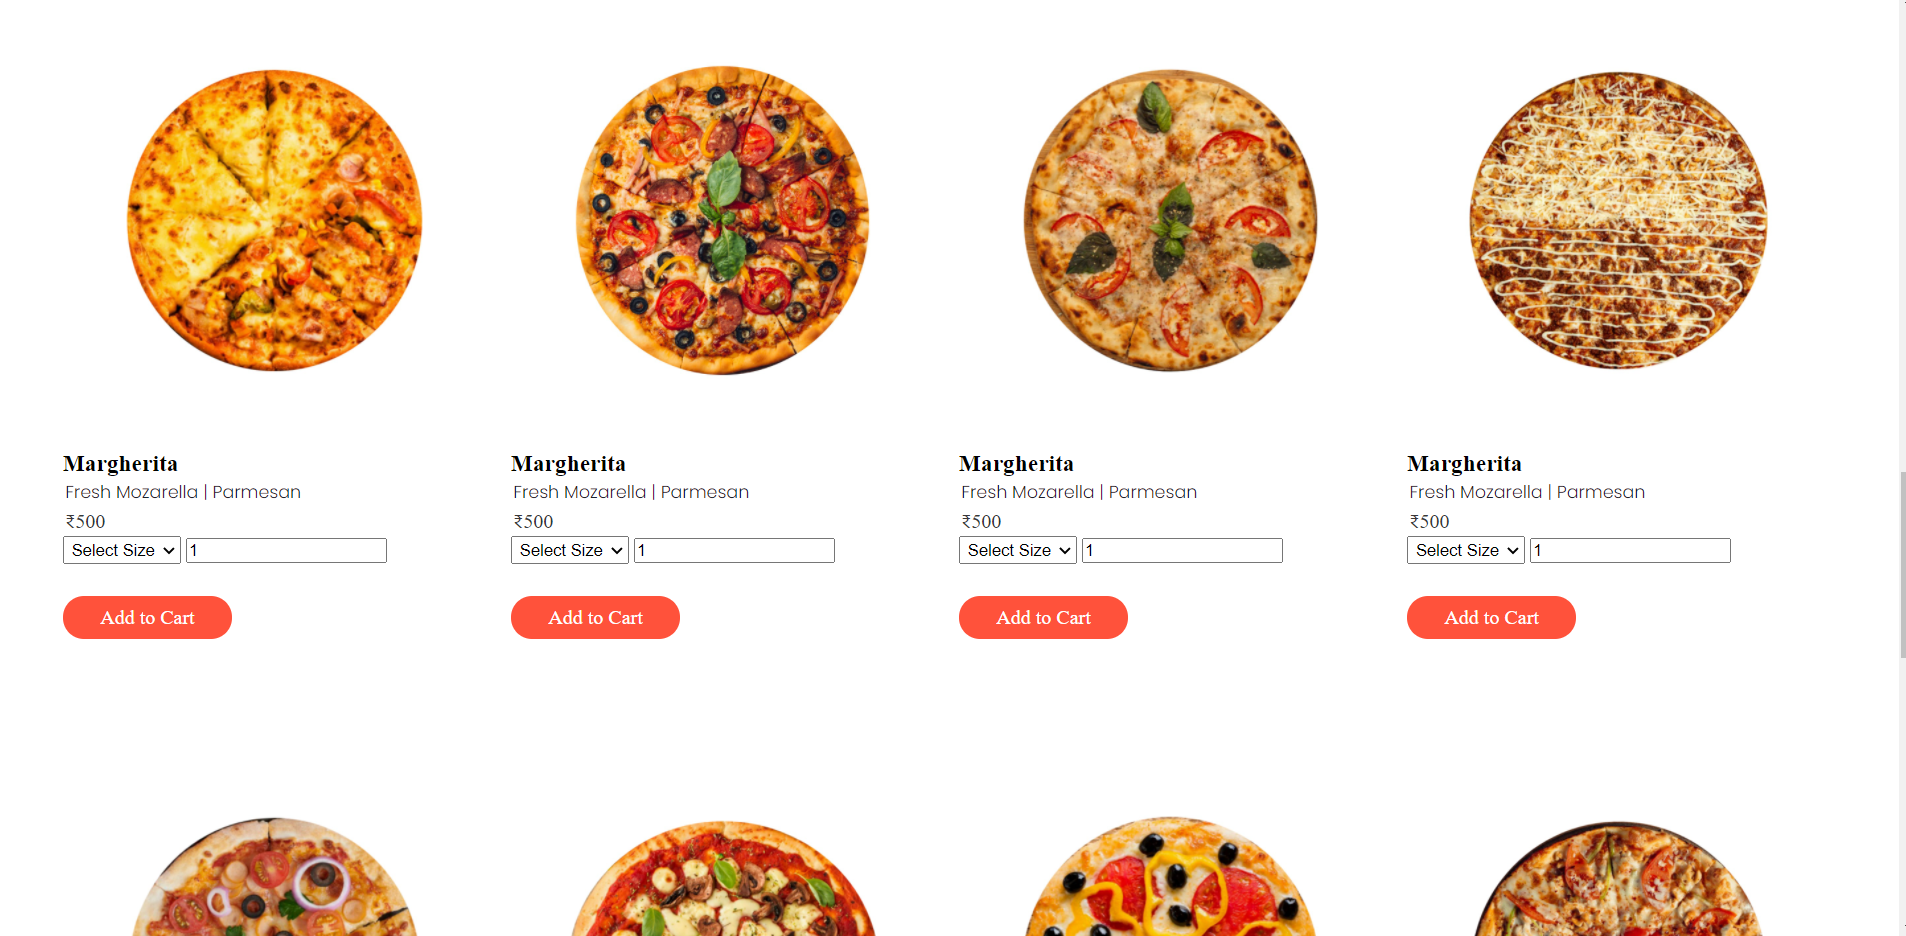 Margherita
Fresh Mozarella | Parmesan
₹500
Select Size 1
Add to Cart
Margherita
Fresh Mozarella | Parmesan
₹500
Select Size 1
Add to Cart
Margherita
Fresh Mozarella | Parmesan
₹500
Select Size 1
Add to Cart
Margherita
Fresh Mozarella | Parmesan
₹500
Select Size 1
Add to Cart